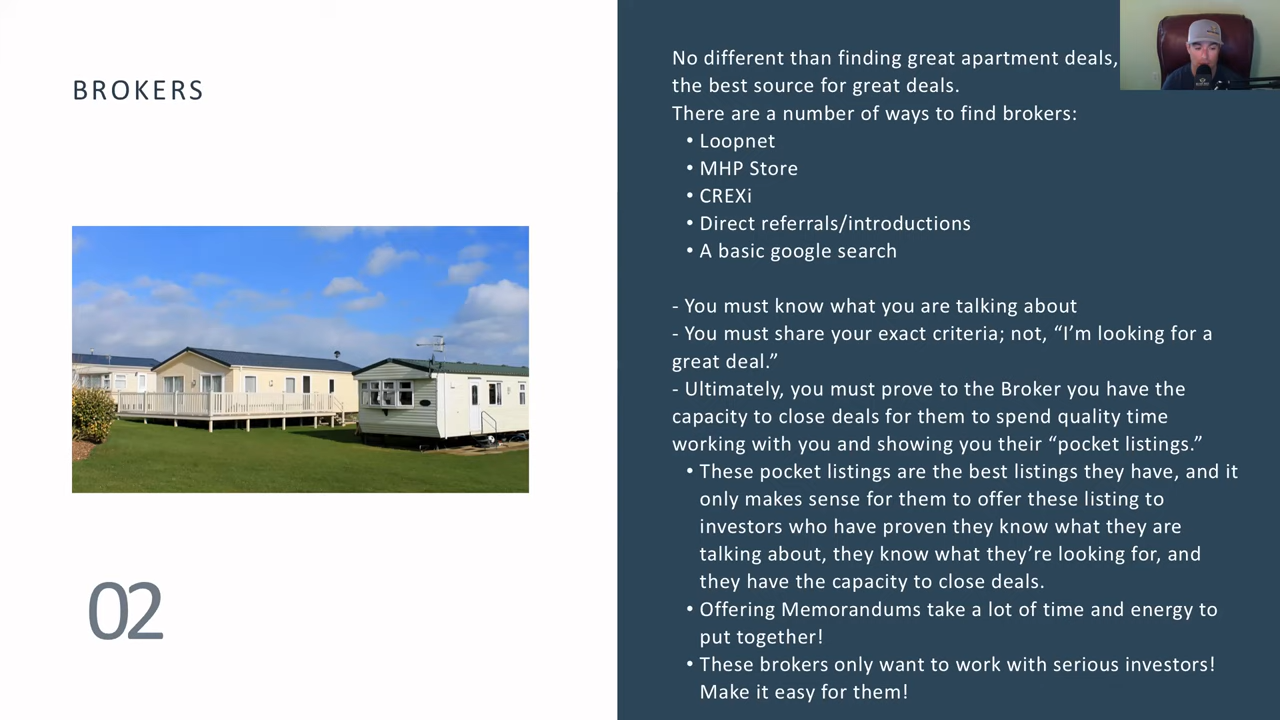 BROKERS
02
No different than finding great apartment deals,
the best source for great deals.
There are a number of ways to find brokers:
• Loopnet
• MHP Store
• CREXi
• Direct referrals/introductions
• A basic google search
- You must know what you are talking about
- You must share your exact criteria; not, “I’m looking for a
great deal.”
- Ultimately, you must prove to the Broker you have the
capacity to close deals for them to spend quality time
working with you and showing you their “pocket listings.”
• These pocket listings are the best listings they have, and it
only makes sense for them to offer these listing to
investors who have proven they know what they are
talking about, they know what they’re looking for, and
they have the capacity to close deals.
• Offering Memorandums take a lot of time and energy to
put together!
• These brokers only want to work with serious investors!
Make it easy for them!